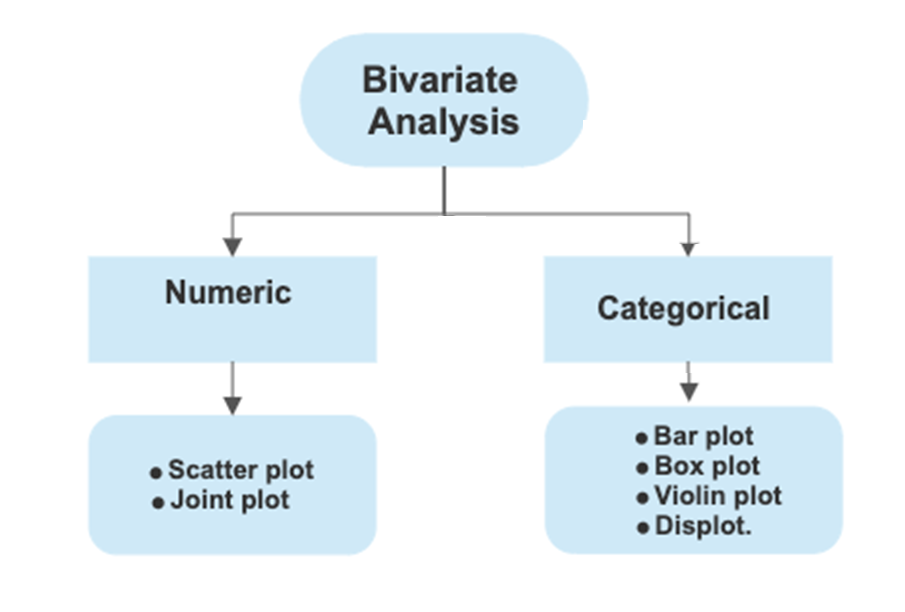 Bivariate
Analysis
Numeric
Categorical
● Scatter plot
● Joint plot
● Bar plot
● Box plot
● Violin plot
● Displot.